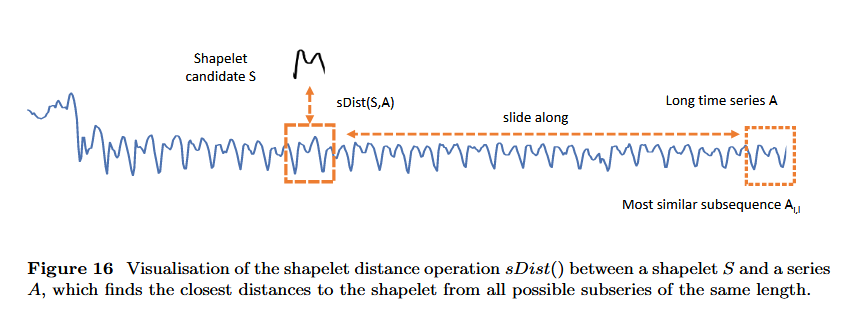 Shapelet
candidate S
sDist(S,A)
slide along
Long time series A
Most similar subsequence Ai,l
Figure 16 Visualisation of the shapelet distance operation sDist() between a shapelet S and a series
A, which finds the closest distances to the shapelet from all possible subseries of the same length.